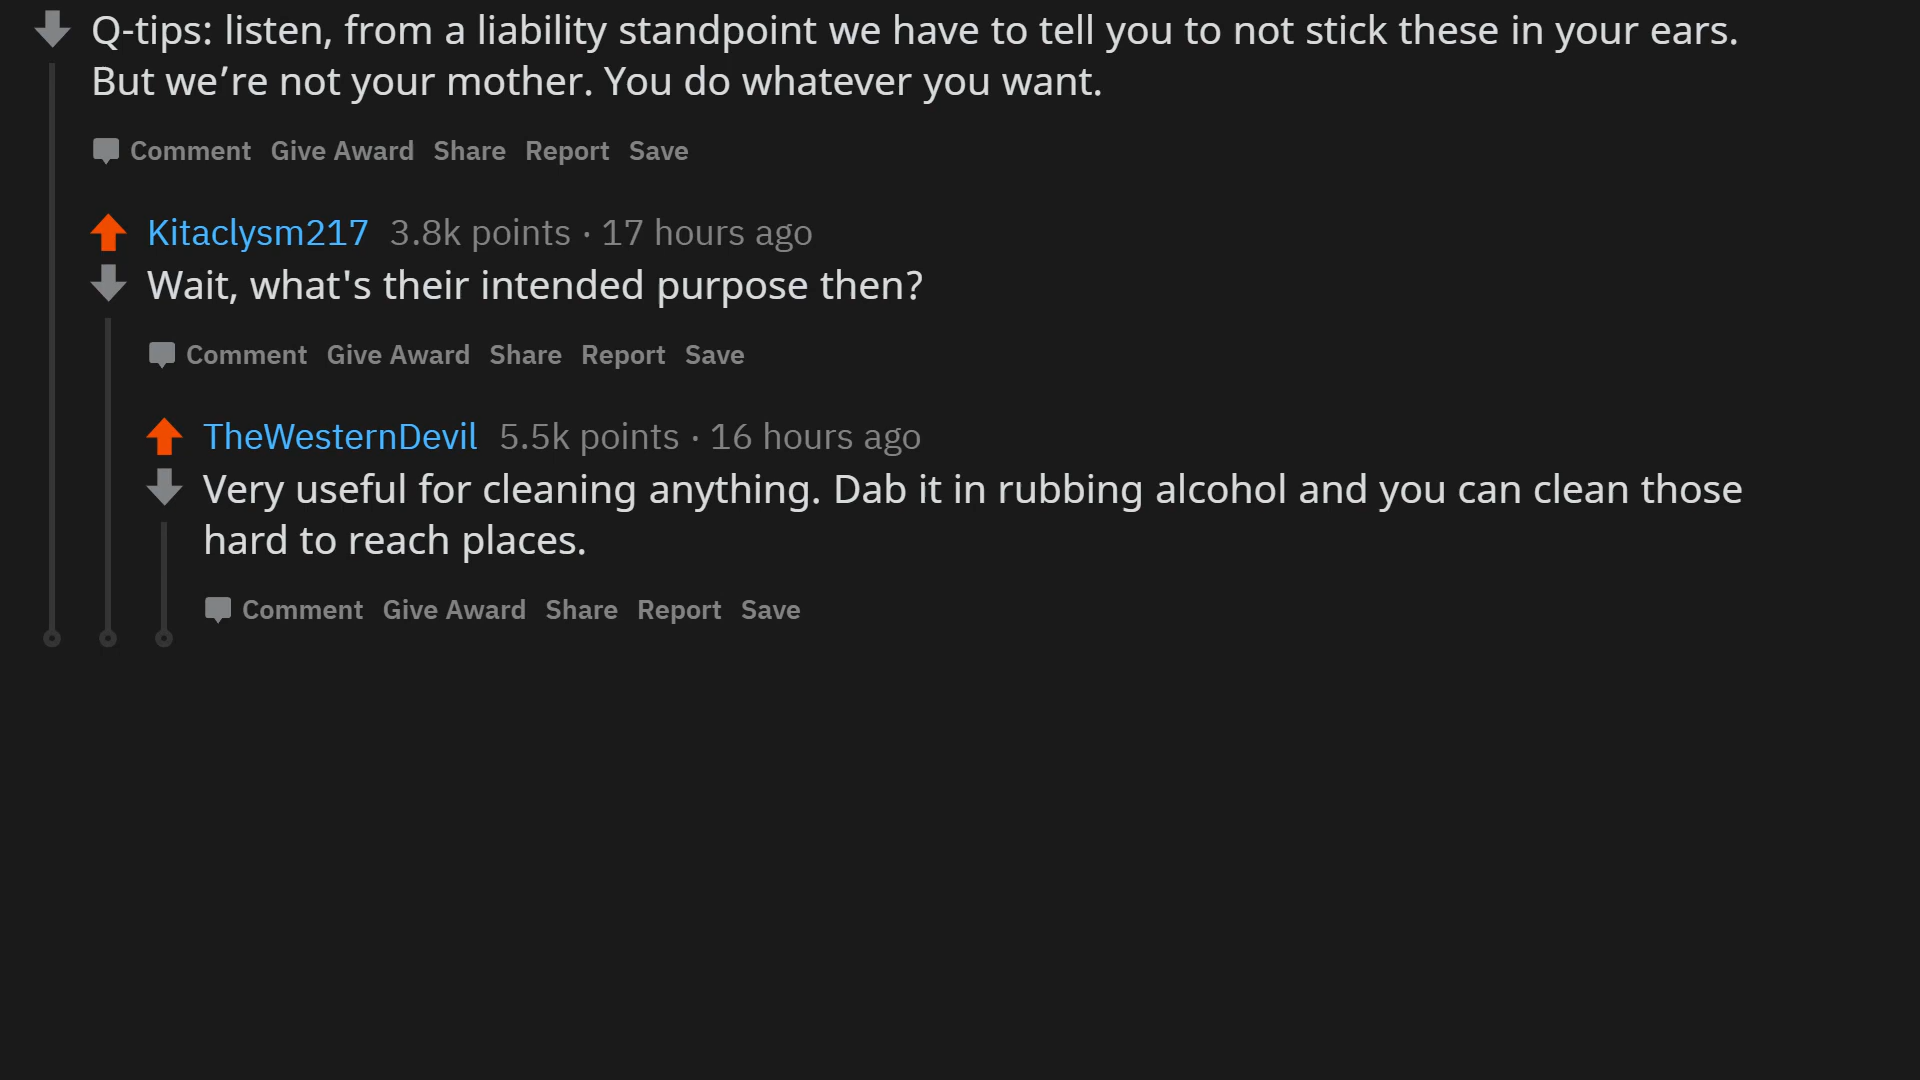 Q-tips: listen, from a liability standpoint we have to tell you to not stick these in your ears.
But we’re not your mother. You do whatever you want.
Comment Give Award Share Report Save
Kitaclysm217 3.8k points · 17 hours ago
Wait, what's their intended purpose then?
Comment Give Award Share Report Save
TheWesternDevil 5.5k points · 16 hours ago
Very useful for cleaning anything. Dab it in rubbing alcohol and you can clean those
hard to reach places.
Comment Give Award Share Report Save